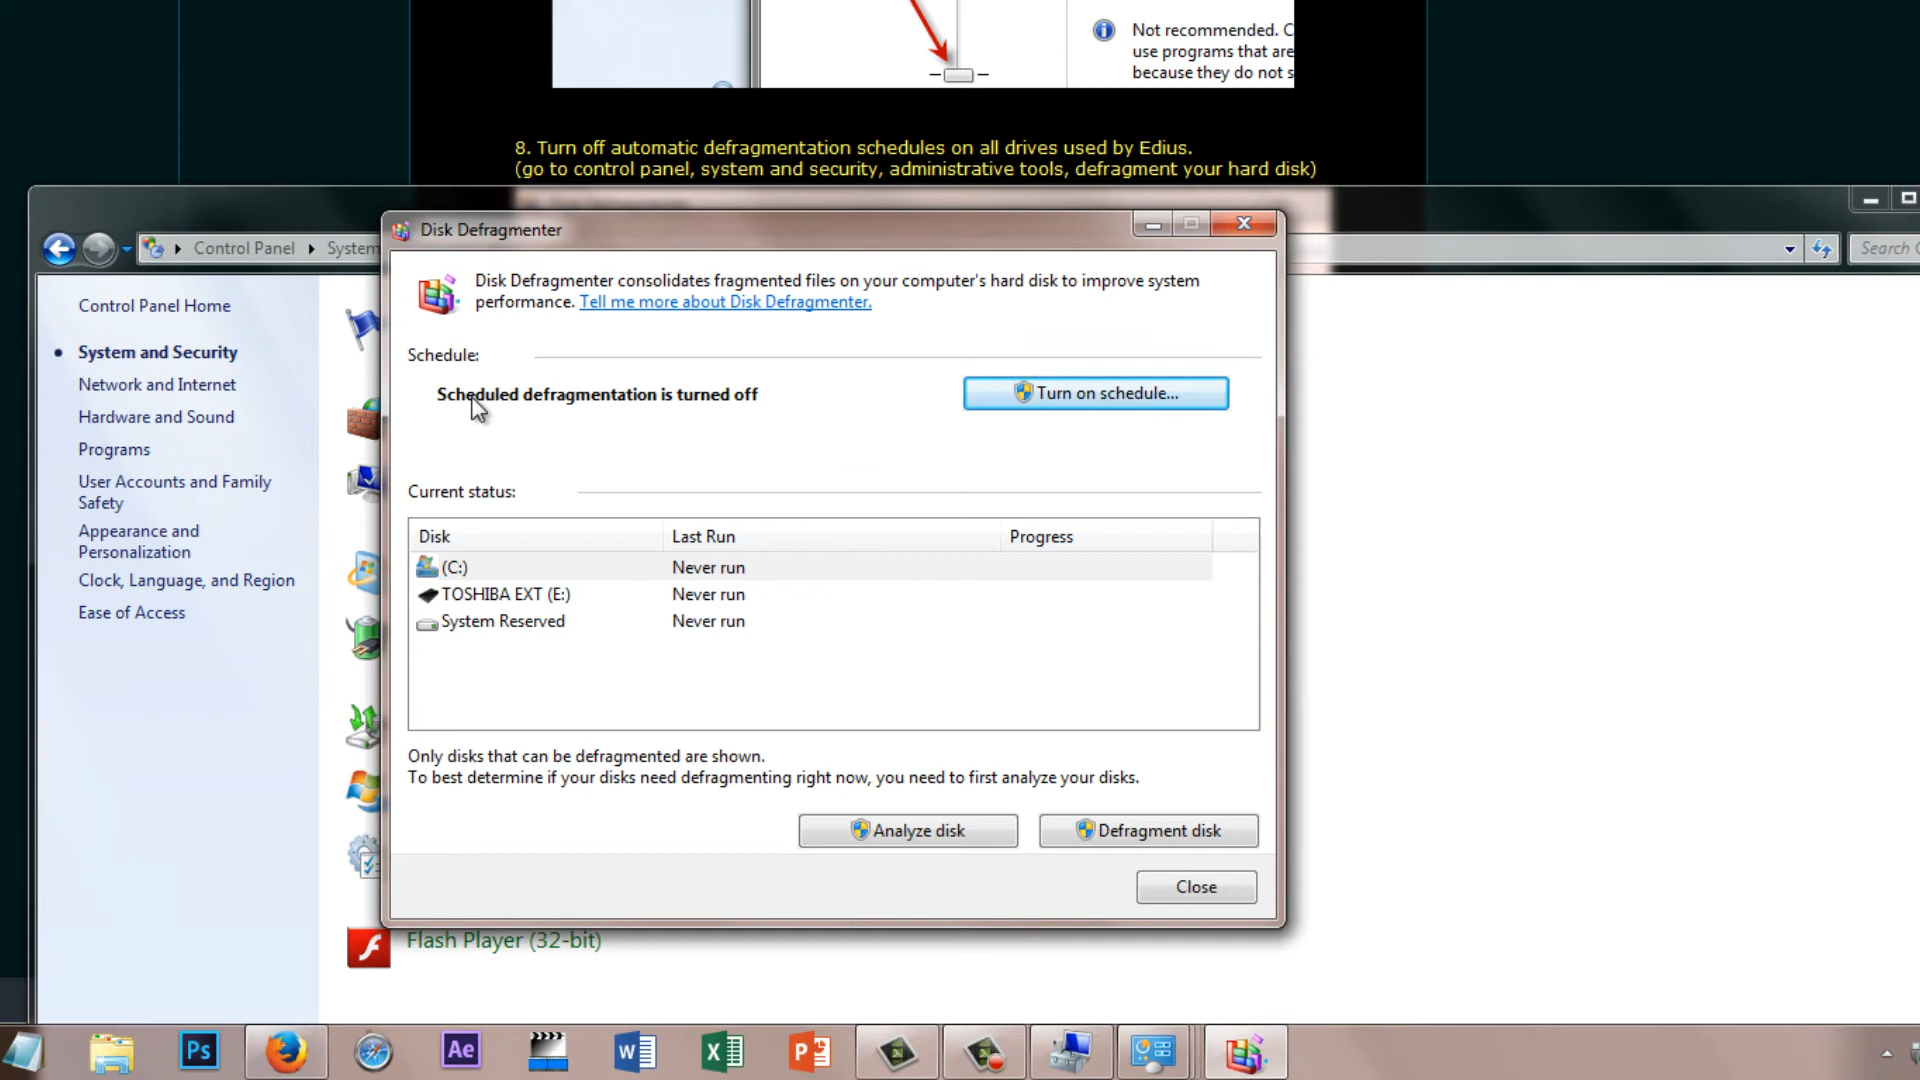 Not recommended. C
use programs that are
because they do not s
8. Turn off automatic defragmentation schedules on all drives used by Edius.
(go to control panel, system and security, administrative tools, defragment your hard disk)
Disk Defragmenter
Control Panel
System
Search
Disk Defragmenter consolidates fragmented files on your computer's hard disk to improve system
performance. Tell me more about Disk Defragmenter.
Control Panel Home
System and Security
Network and Internet
Hardware and Sound
Programs
User Accounts and Family
Safety
Appearance and
Personalization
Clock, Language, and Region
Ease of Access
Schedule:
Scheduled defragmentation is turned off
Turn on schedule...
Current status:
Disk Last Run Progress
(C:) Never run
TOSHIBA EXT (E:) Never run
System Reserved Never run
Only disks that can be defragmented are shown.
To best determine if your disks need defragmenting right now, you need to first analyze your disks.
Analyze disk
Defragment disk
Close
Flash Player (32-bit)
Ps
Ae
W
X
P